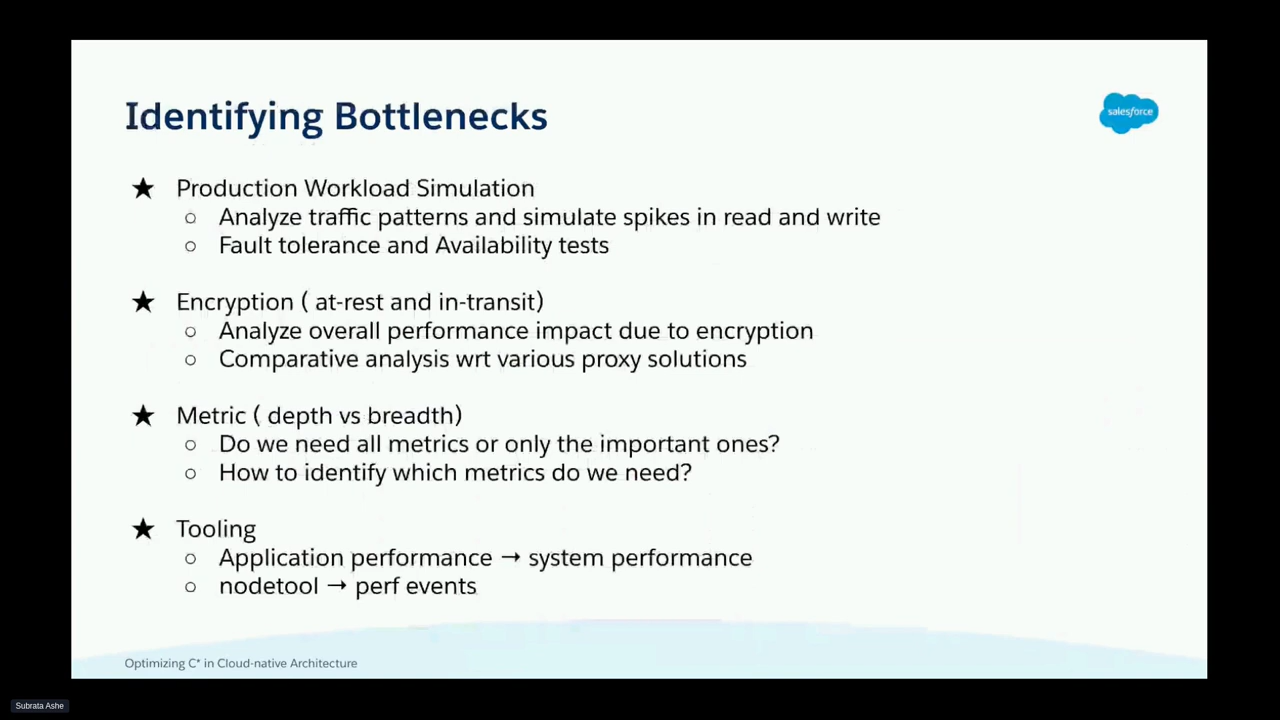 Identifying Bottlenecks
salesforce
★ Production Workload Simulation
○ Analyze traffic patterns and simulate spikes in read and write
○ Fault tolerance and Availability tests
★ Encryption ( at-rest and in-transit)
○ Analyze overall performance impact due to encryption
○ Comparative analysis wrt various proxy solutions
★ Metric ( depth vs breadth)
○ Do we need all metrics or only the important ones?
○ How to identify which metrics do we need?
★ Tooling
○ Application performance → system performance
○ nodetool → perf events
Optimizing C* in Cloud-native Architecture
Subrata Ashe